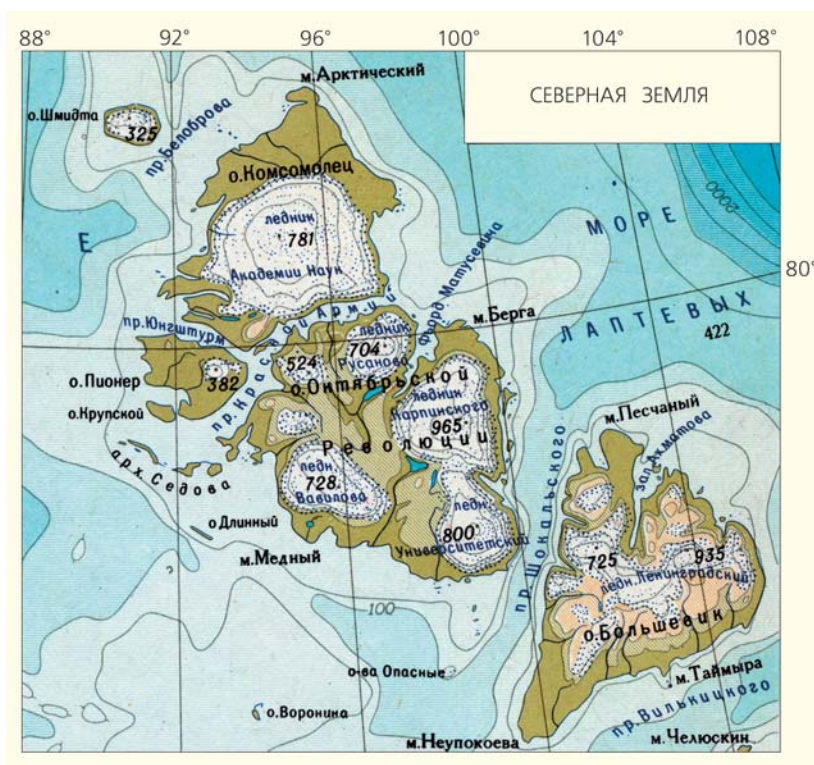 88° 92° 96° 100° 104° 108°
СЕВЕРНАЯ ЗЕМЛЯ
м.Арктический
о.Шмидта
325
пр.Белоброва
о.Комсомолец
ледник
781
Академии Наук
Е
МОРЕ
2000
80°
ЛАПТЕВЫХ
422
фьорд Матусевича
м.Берга
пр.Юнгштурм
пр.Красной Армии
ледник
704
Русанова
524
382
о.Пионер
о.Октябрьской
Революции
о.Крупской
ледник
Карпинского
965
арх.Седова
ледн.
728
Вавилова
о Длинный
м.Медный
ледн.
800
Университетский
м.Песчаный
зал.Ахматова
пр.Шокальского
725
935
ледн.Ленинградский
о.Большевик
100
о-ва Опасные
о.Воронина
м.Таймыра
пр.Вилькицкого
м.Неупокоева
м.Челюскин